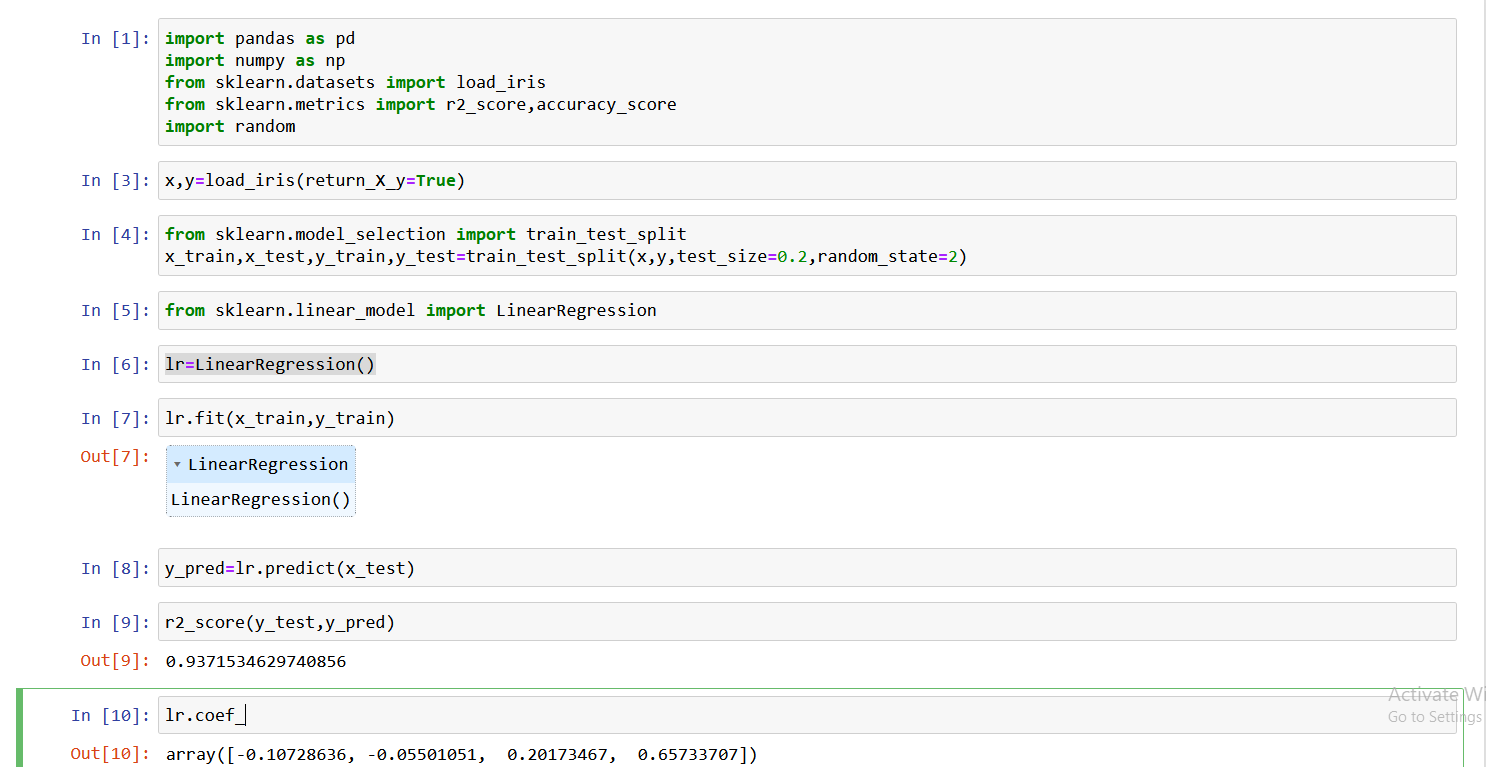 In [1]: import pandas as pd
import numpy as np
from sklearn.datasets import load_iris
from sklearn.metrics import r2_score,accuracy_score
import random
In [3]: x,y=load_iris(return_X_y=True)
In [4]: from sklearn.model_selection import train_test_split
x_train,x_test,y_train,y_test=train_test_split(x,y,test_size=0.2,random_state=2)
In [5]: from sklearn.linear_model import LinearRegression
In [6]: lr=LinearRegression()
In [7]: lr.fit(x_train,y_train)
Out[7]: ▾ LinearRegression
LinearRegression()
In [8]: y_pred=lr.predict(x_test)
In [9]: r2_score(y_test,y_pred)
Out[9]: 0.9371534629740856
In [10]: lr.coef_
Out[10]: array([-0.10728636, -0.05501051,  0.20173467,  0.65733707])
Activate Wi
Go to Settings